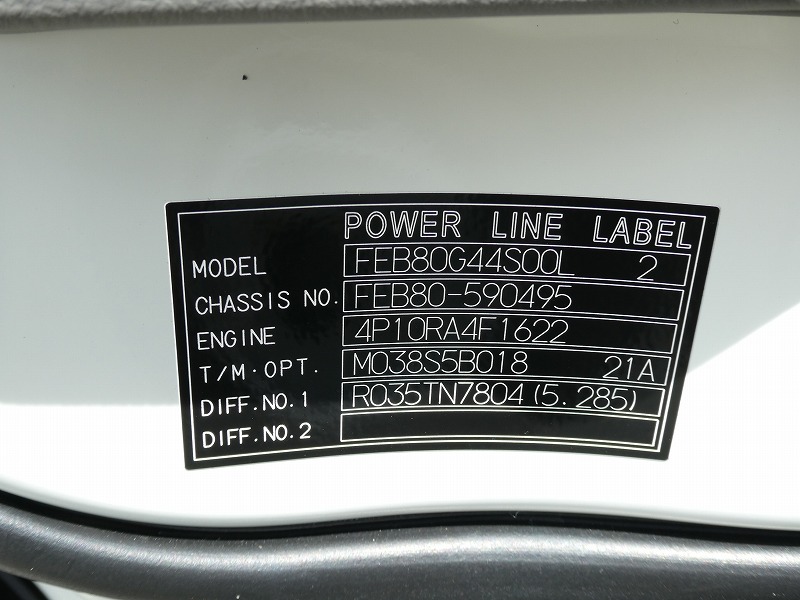 POWER LINE LABEL
MODEL FEB80G44S00L 2
CHASSIS NO. FEB80-590495
ENGINE 4P10RA4F1622
T/M·OPT. M038S5B018 21A
DIFF.NO.1 R035TN7804(5.285)
DIFF.NO.2